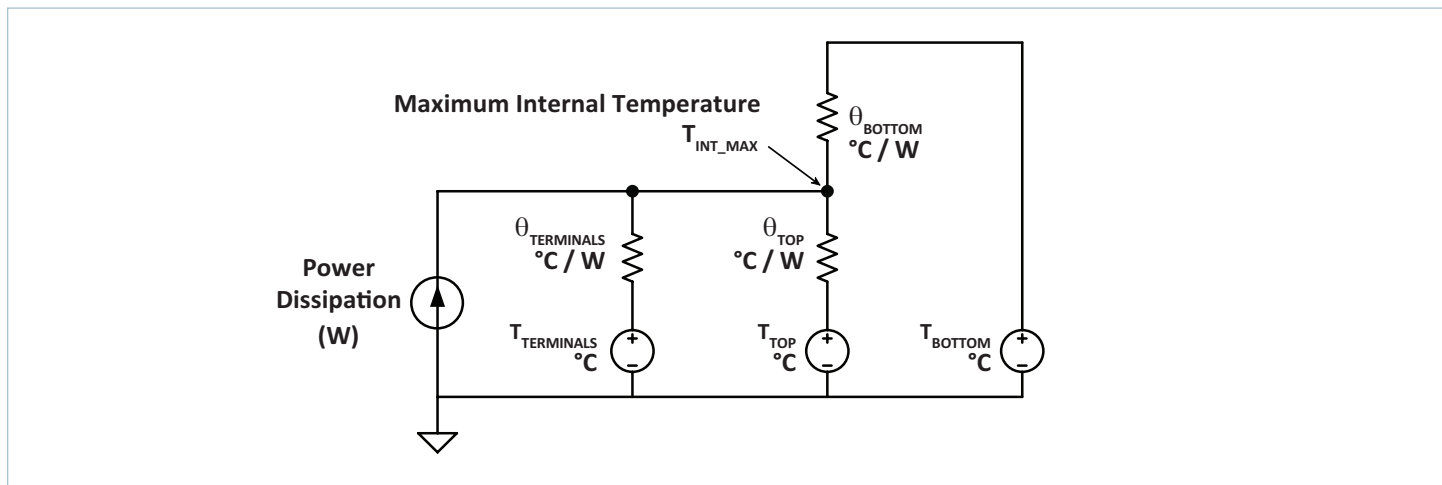 Maximum Internal Temperature
T_INT_MAX
θ_BOTTOM
°C / W
θ_TERMINALS
°C / W
θ_TOP
°C / W
Power
Dissipation
(W)
T_TERMINALS
°C
T_TOP
°C
T_BOTTOM
°C
+
–
+
–
+
–